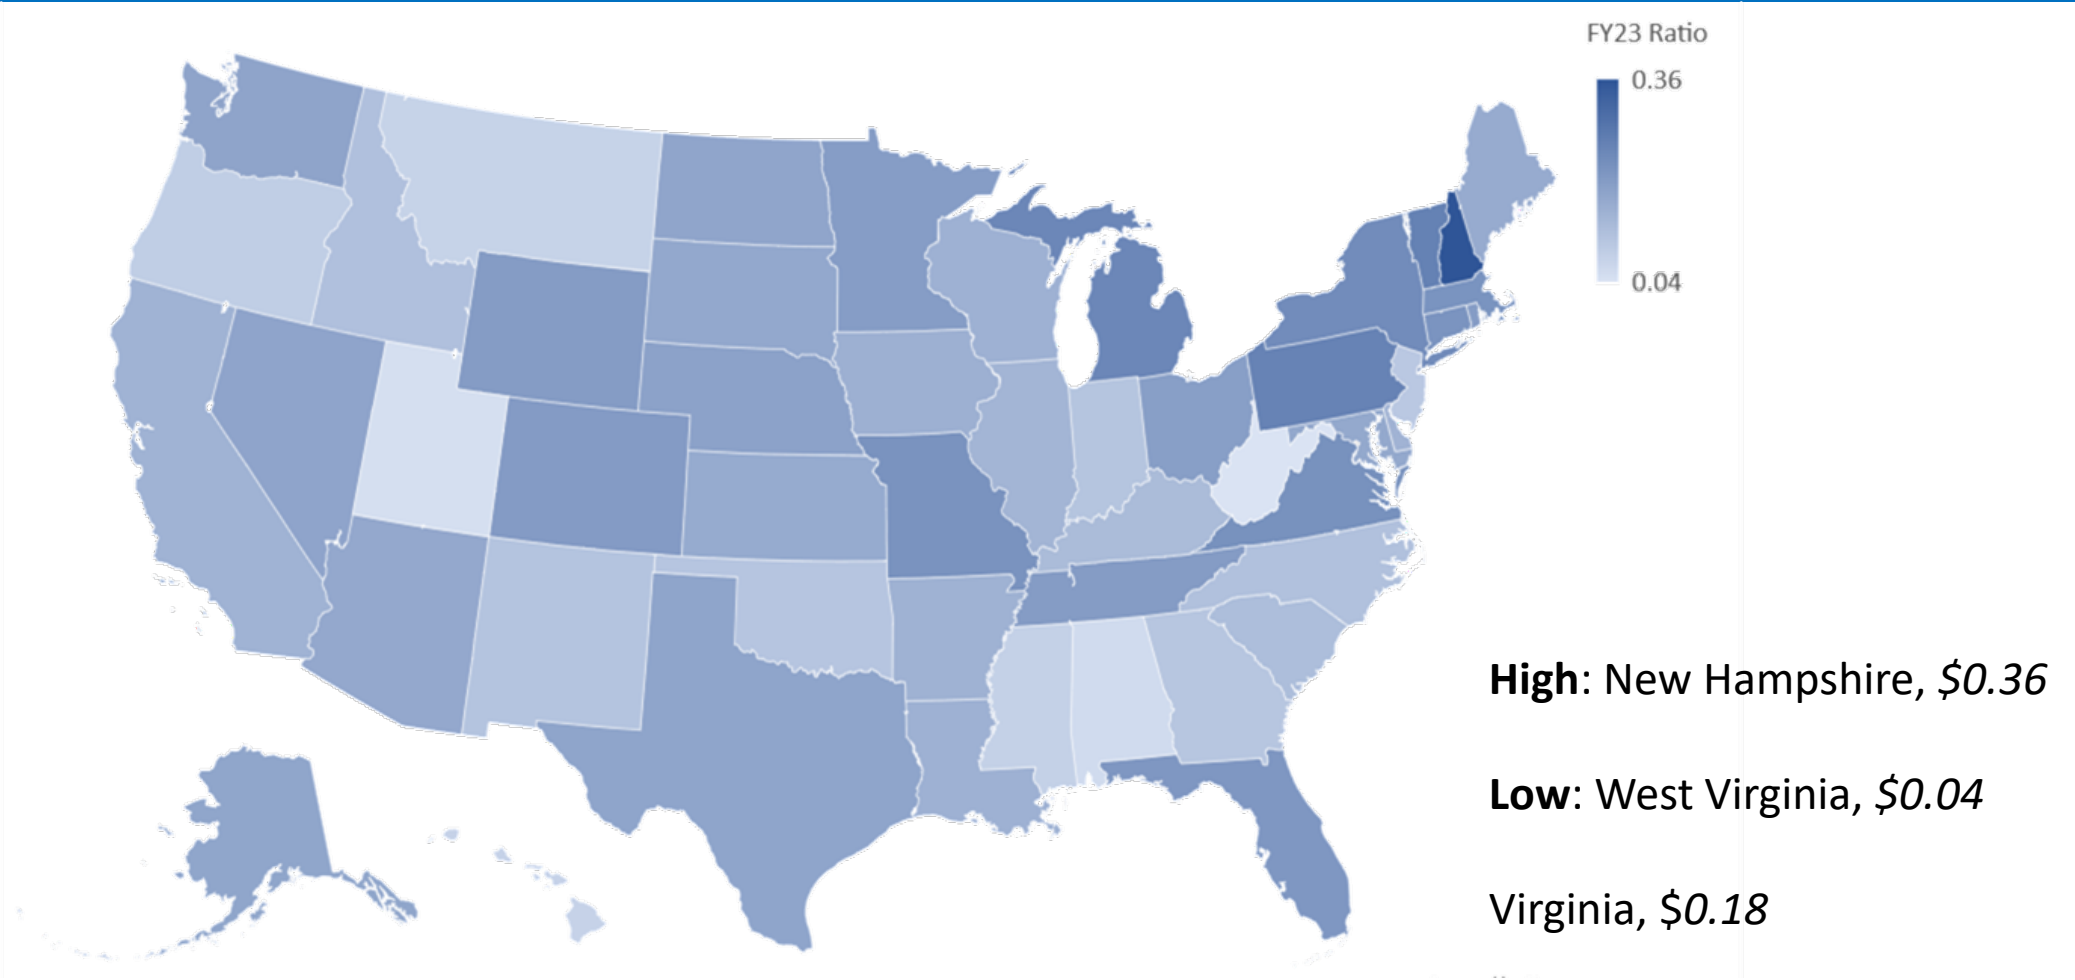 FY23 Ratio
0.36
0.04
High: New Hampshire, $0.36
Low: West Virginia, $0.04
Virginia, $0.18